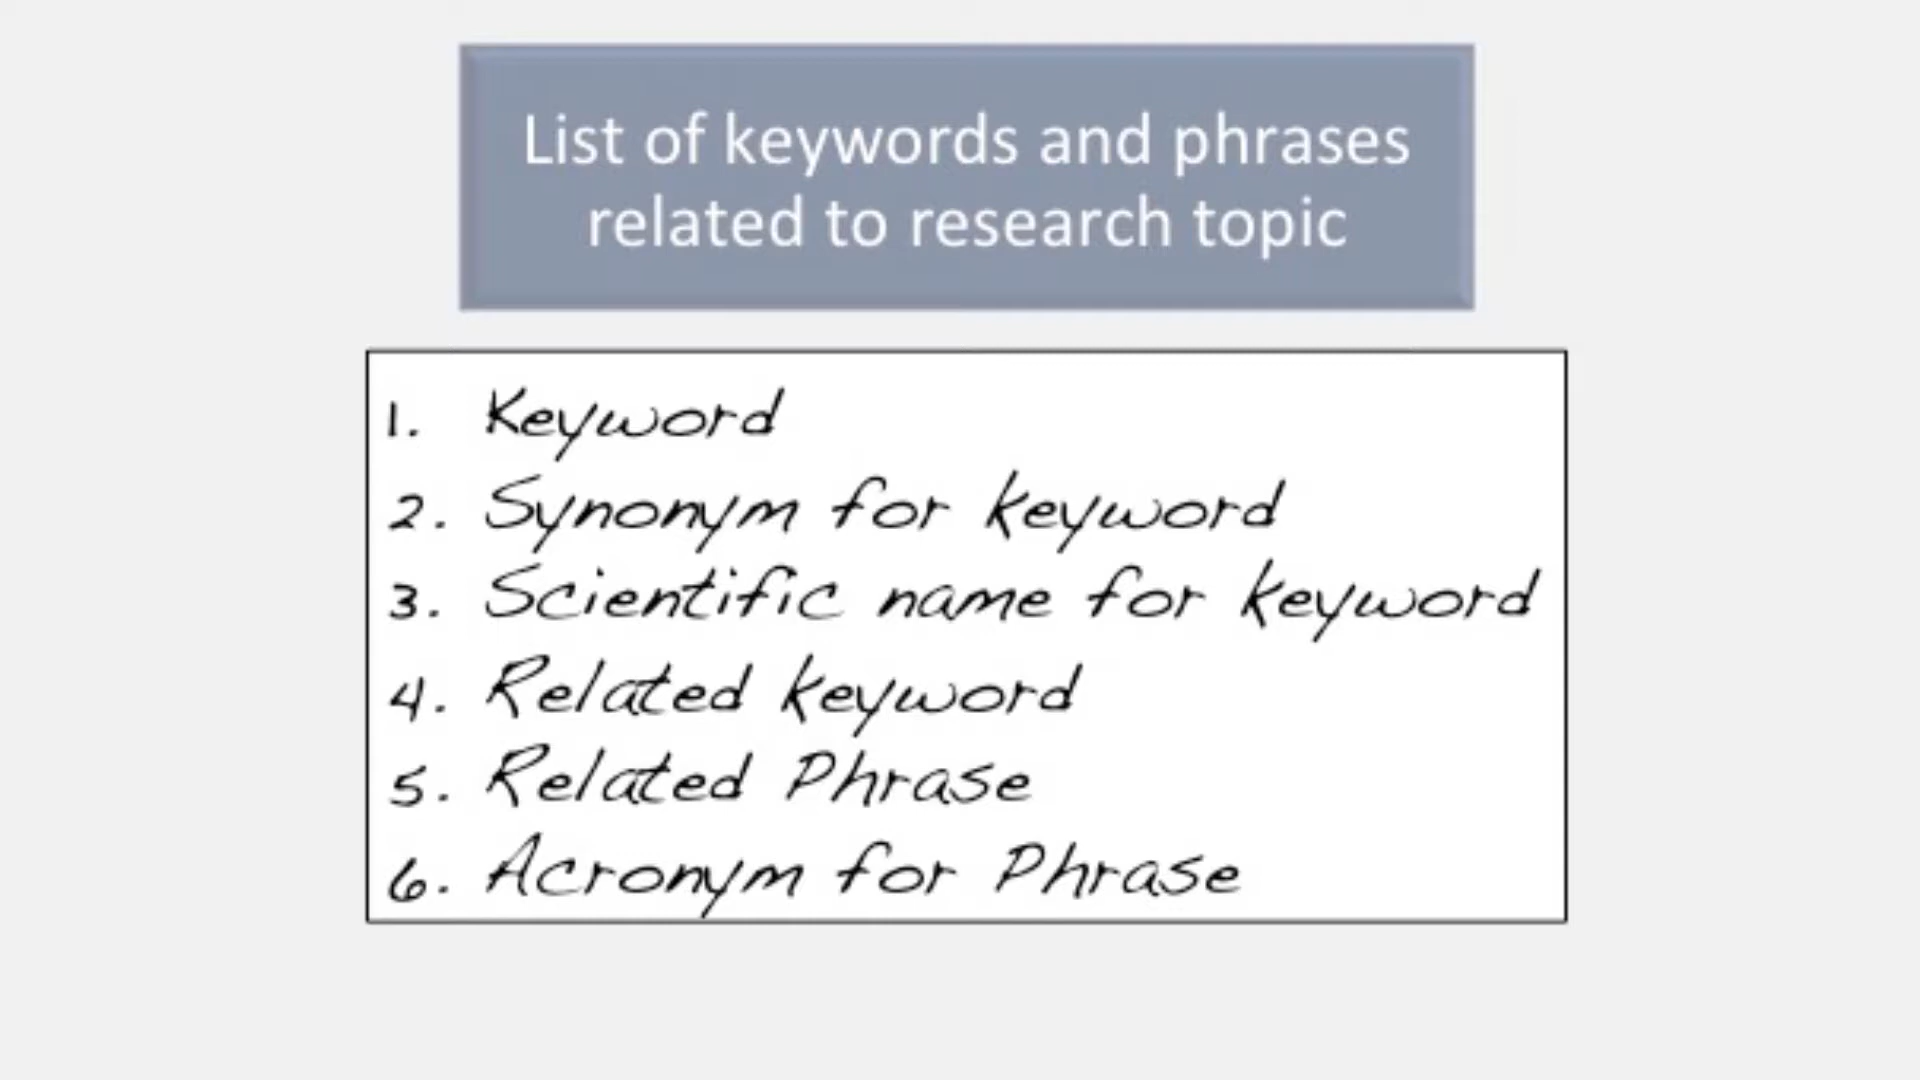 List of keywords and phrases
related to research topic
1. Keyword
2. Synonym for keyword
3. Scientific name for keyword
4. Related keyword
5. Related Phrase
6. Acronym for Phrase